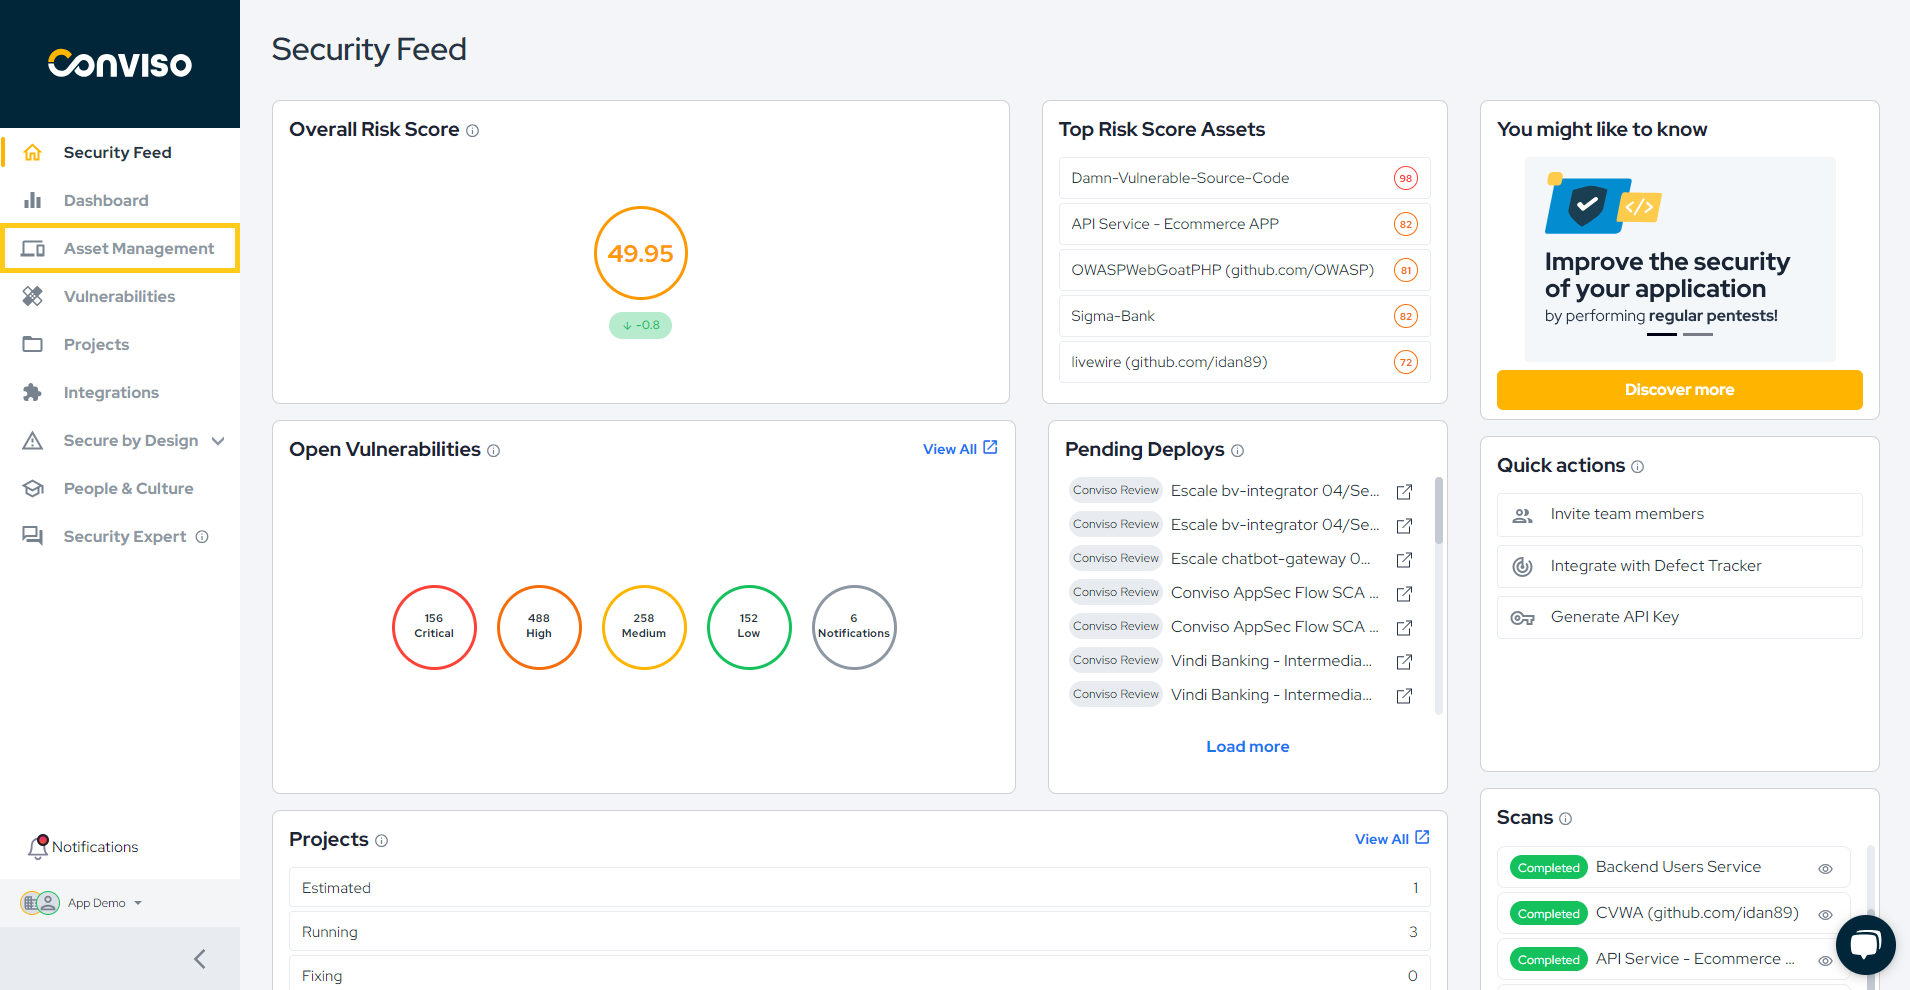 Conviso
Security Feed
Dashboard
Asset Management
Vulnerabilities
Projects
Integrations
Secure by Design
People & Culture
Security Expert
Notifications
App Demo
Security Feed
Overall Risk Score
49.95
-0.8
Top Risk Score Assets
Damn-Vulnerable-Source-Code 98
API Service - Ecommerce APP 82
OWASPWebGoatPHP (github.com/OWASP) 81
Sigma-Bank 82
livewire (github.com/idan89) 72
You might like to know
</>
Improve the security
of your application
by performing regular pentests!
Discover more
Open Vulnerabilities View All
156
Critical
488
High
258
Medium
152
Low
6
Notifications
Pending Deploys
Conviso Review Escale bv-integrator 04/Se...
Conviso Review Escale bv-integrator 04/Se...
Conviso Review Escale chatbot-gateway 0...
Conviso Review Conviso AppSec Flow SCA ...
Conviso Review Conviso AppSec Flow SCA ...
Conviso Review Vindi Banking - Intermedia...
Conviso Review Vindi Banking - Intermedia...
Load more
Quick actions
Invite team members
Integrate with Defect Tracker
Generate API Key
Projects View All
Estimated 1
Running 3
Fixing 0
Scans
Completed Backend Users Service
Completed CVWA (github.com/idan89)
Completed API Service - Ecommerce ...